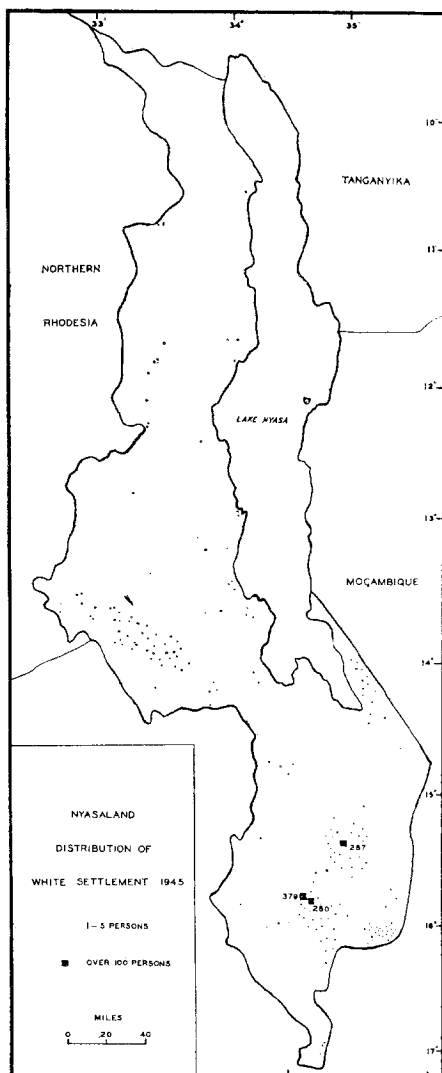 33°
34°
35°
10°
TANGANYIKA
11°
NORTHERN
RHODESIA
12°
LAKE NYASA
13°
MOÇAMBIQUE
14°
15°
NYASALAND
287
DISTRIBUTION OF
WHITE SETTLEMENT 1945
379
280
1–5 PERSONS
16°
OVER 100 PERSONS
MILES
0 20 40
17°